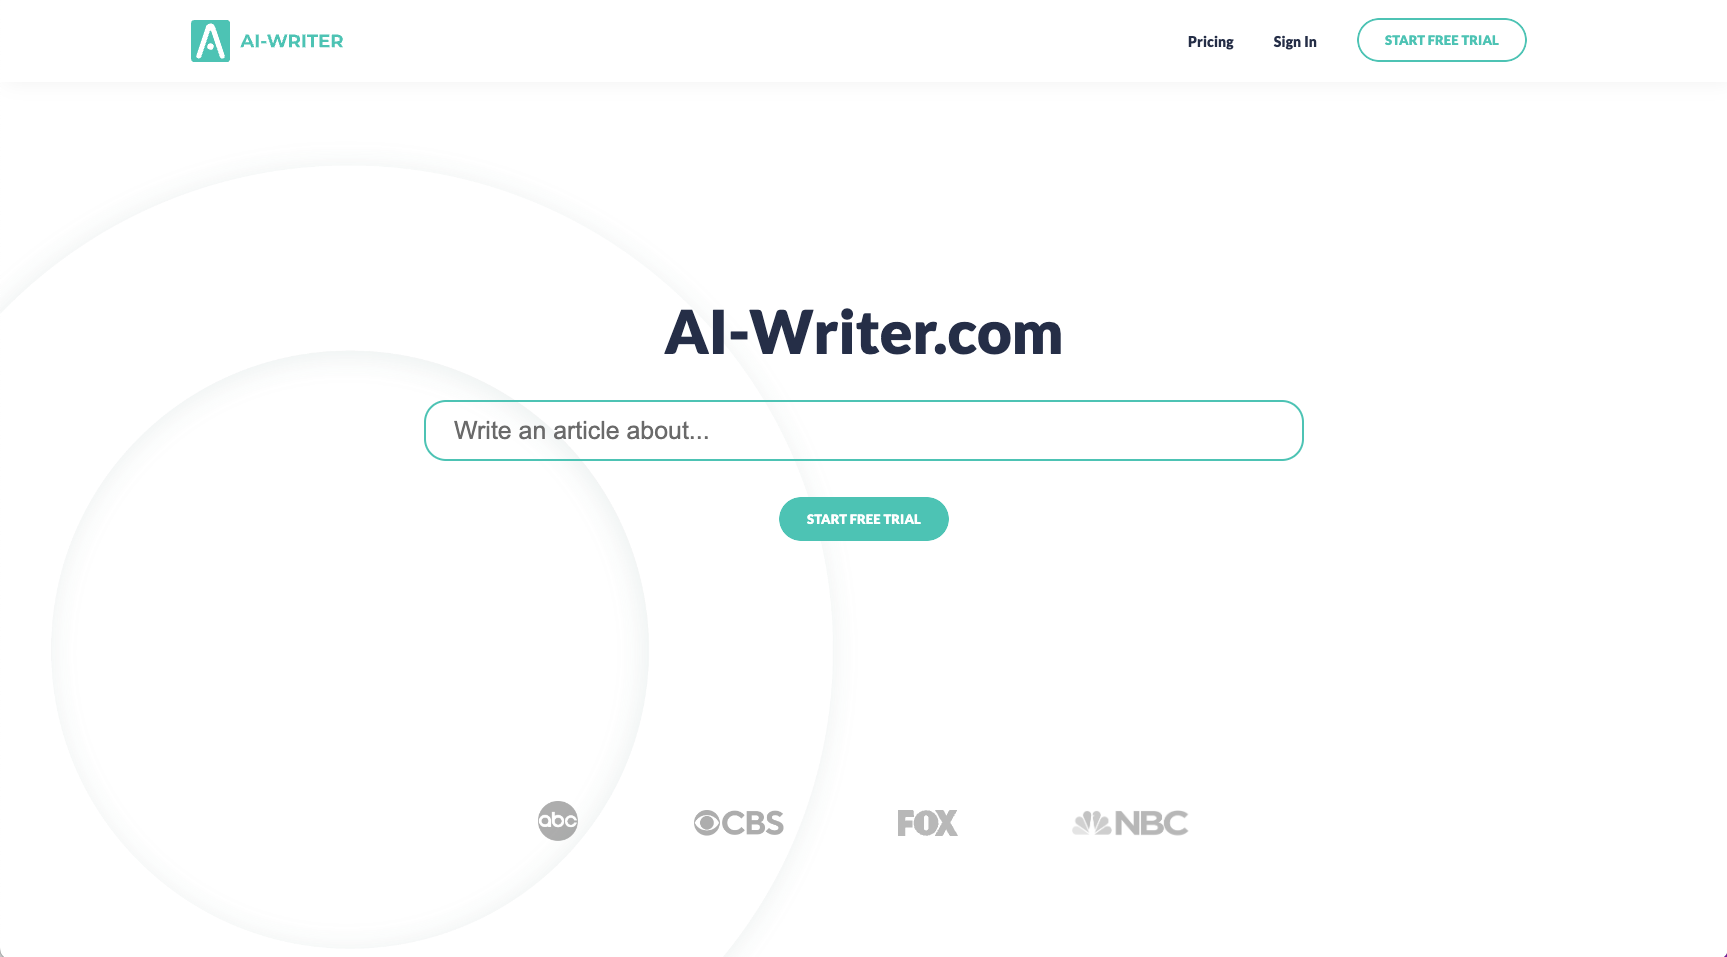 AI-WRITER
Pricing Sign In START FREE TRIAL
AI-Writer.com
Write an article about...
START FREE TRIAL
abc CBS FOX NBC